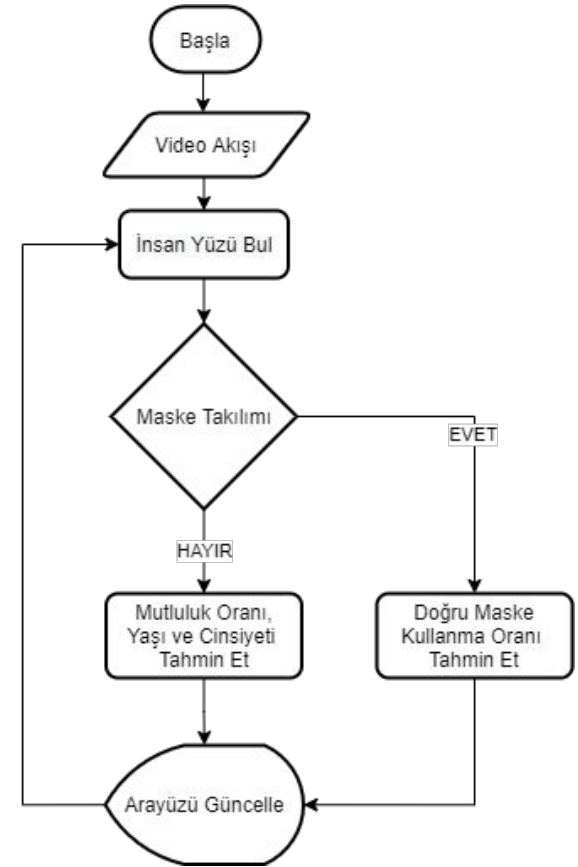 Başla
Video Akışı
İnsan Yüzü Bul
Maske Takılımı
EVET
HAYIR
Mutluluk Oranı,
Yaşı ve Cinsiyeti
Tahmin Et
Doğru Maske
Kullanma Oranı
Tahmin Et
Arayüzü Güncelle